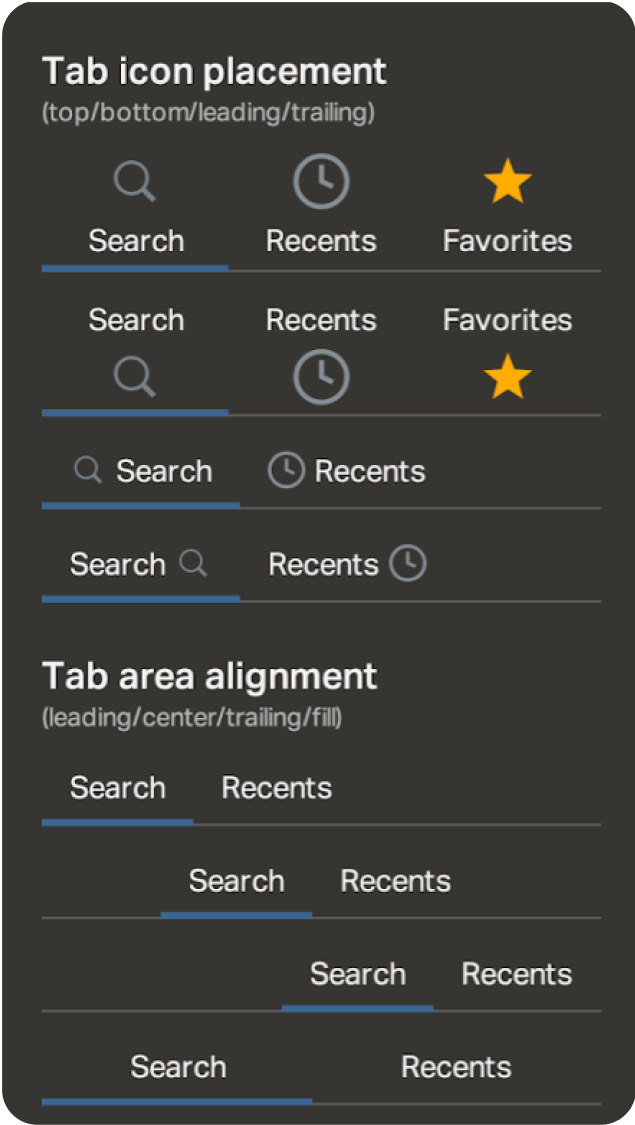 Tab icon placement
(top/bottom/leading/trailing)
Search Recents Favorites
Search Recents Favorites
Search Recents
Search Recents
Tab area alignment
(leading/center/trailing/fill)
Search Recents
Search Recents
Search Recents
Search Recents